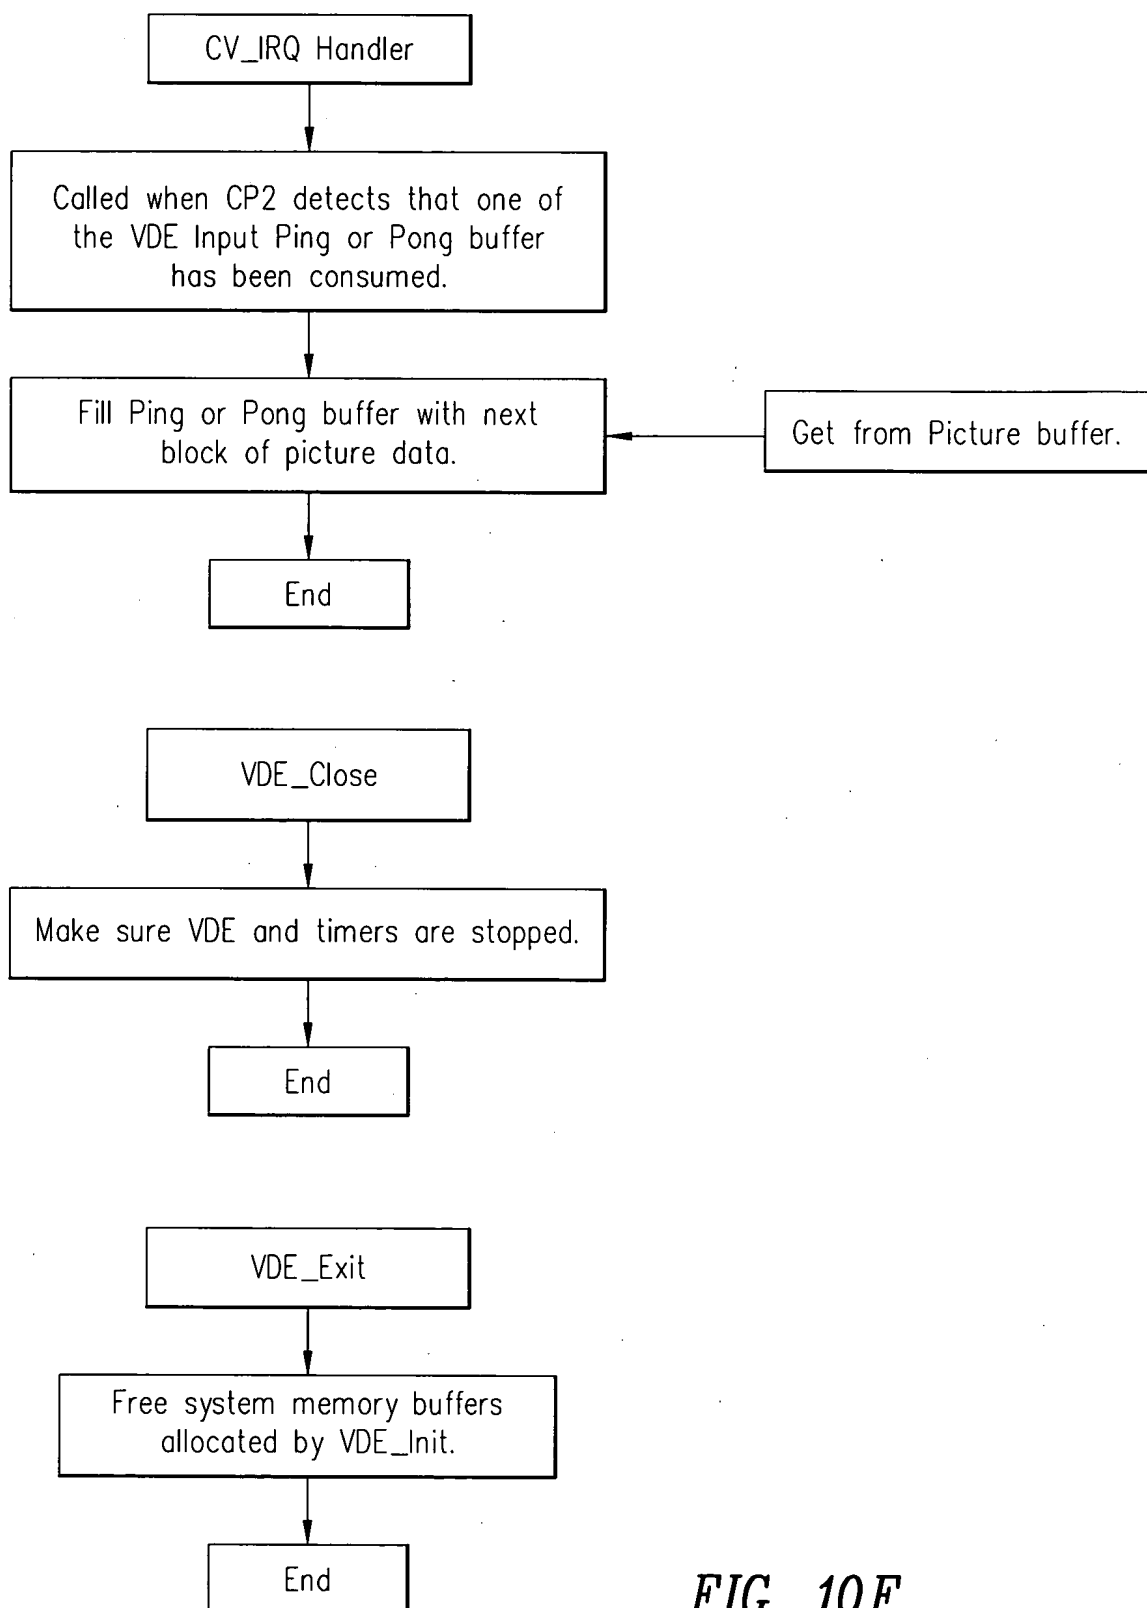 CV_IRQ Handler
Called when CP2 detects that one of
the VDE Input Ping or Pong buffer
has been consumed.
Fill Ping or Pong buffer with next
block of picture data.
Get from Picture buffer.
End
VDE_Close
Make sure VDE and timers are stopped.
End
VDE_Exit
Free system memory buffers
allocated by VDE_Init.
End